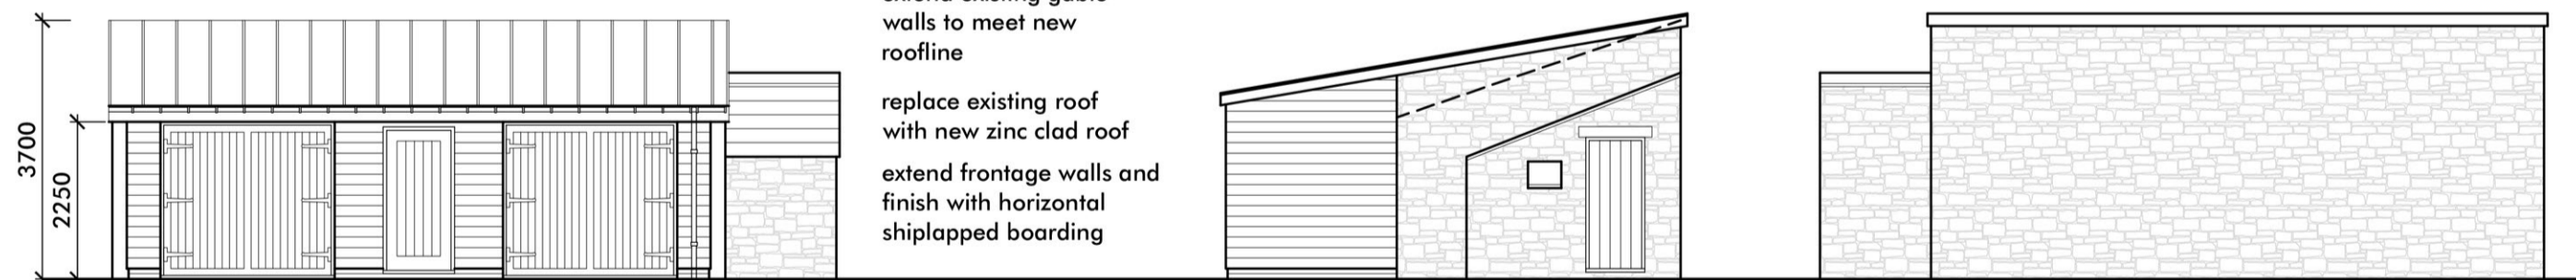 3700
2250
walls to meet new
roofline
replace existing roof
with new zinc clad roof
extend frontage walls and
finish with horizontal
shiplapped boarding